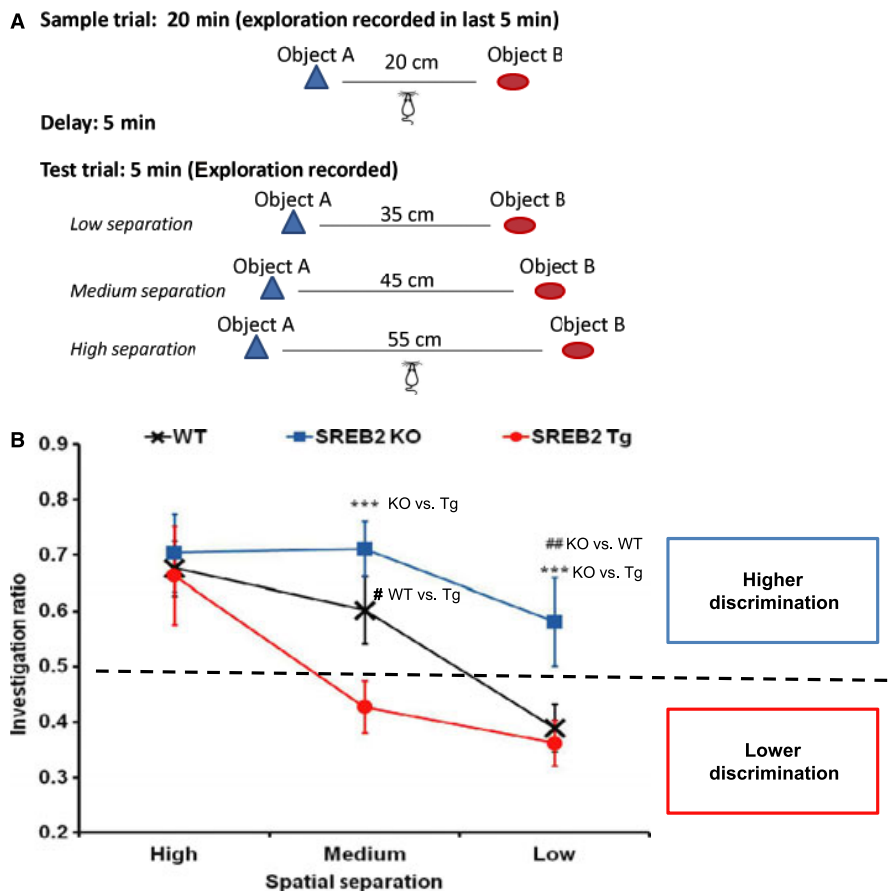 A Sample trial: 20 min (exploration recorded in last 5 min)
Object A 20 cm Object B
Delay: 5 min
Test trial: 5 min (Exploration recorded)
Object A Object B
Low separation 35 cm
Object A Object B
Medium separation 45 cm
Object A Object B
High separation 55 cm
B 0.9 WT SREB2 KO SREB2 Tg
0.8
*** KO vs. Tg
0.7
## KO vs. WT
*** KO vs. Tg
# WT vs. Tg
0.6
0.5
0.4
0.3
0.2
Investigation ratio
Higher
discrimination
Lower
discrimination
High Medium Low
Spatial separation